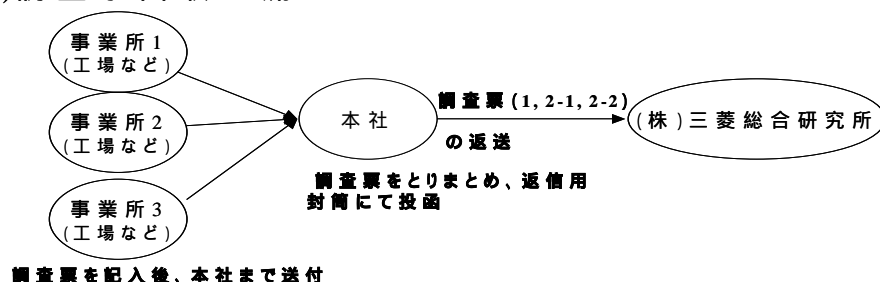 事業所1
(工場など)
事業所2
(工場など)
事業所3
(工場など)
本社
調査票(1, 2-1, 2-2)
の返送
(株)三菱総合研究所
調査票をとりまとめ、返信用
封筒にて投函
調査票を記入後、本社まで送付